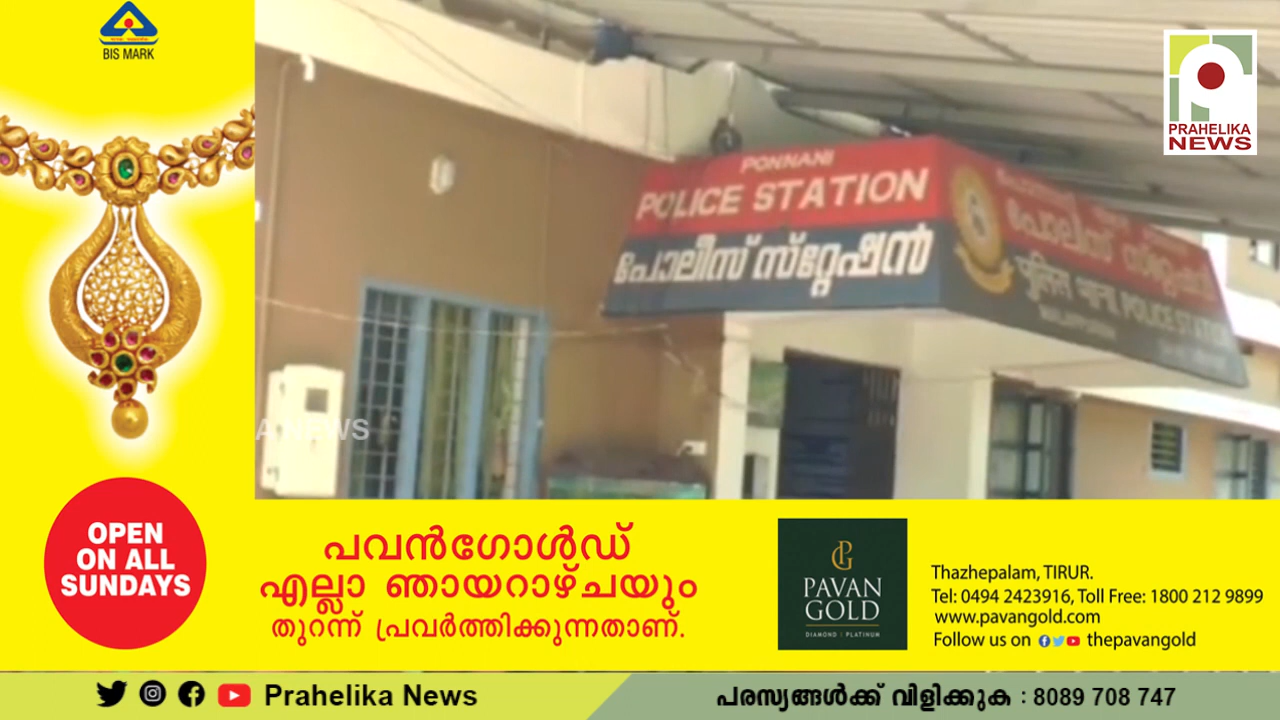 BIS MARK
PRAHELIKA
NEWS
PONNANI
POLICE STATION
പോലീസ് സ്റ്റേഷൻ
പോലീസ് സ്റ്റേഷൻ
पुलिस थाना POLICE STATION
NEWS
OPEN
ON ALL
SUNDAYS
പവൻഗോൾഡ്
എല്ലാ ഞായറാഴ്ചയും
തുറന്ന് പ്രവർത്തിക്കുന്നതാണ്.
PAVAN
GOLD
DIAMOND | PLATINUM
Thazhepalam, TIRUR.
Tel: 0494 2423916, Toll Free: 1800 212 9899
www.pavangold.com
Follow us on thepavangold
Prahelika News
പരസ്യങ്ങൾക്ക് വിളിക്കുക : 8089 708 747